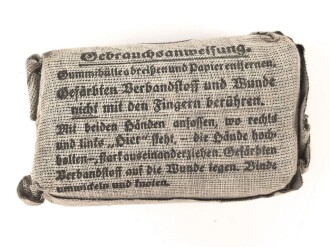 Gebrauchsanweisung.
Gummihülle abreißen und Papier entfernen.
Gefärbten Verbandstoff und Wunde
nicht mit den Fingern berühren.
Mit beiden Händen anfassen, wo rechts
und links „Hier“ steht, – die Hände hoch-
halten –, stark auseinanderziehen. Gefärbten
Verbandstoff auf die Wunde legen. Binde
umwickeln und knoten.